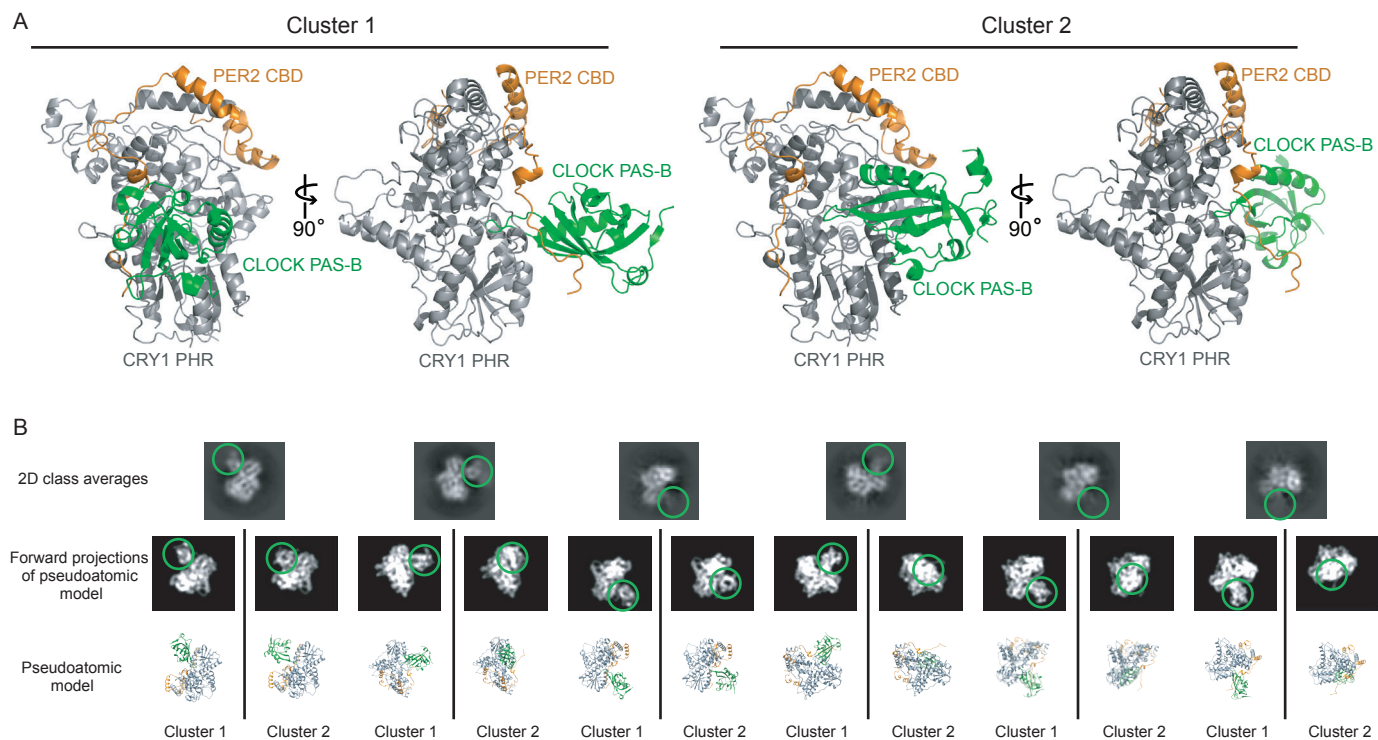 A
Cluster 1
Cluster 2
PER2 CBD
PER2 CBD
PER2 CBD
PER2 CBD
CLOCK PAS-B
CLOCK PAS-B
90°
90°
CLOCK PAS-B
CLOCK PAS-B
CRY1 PHR
CRY1 PHR
CRY1 PHR
CRY1 PHR
B
2D class averages
Forward projections
of pseudoatomic
model
Pseudoatomic
model
Cluster 1 Cluster 2 Cluster 1 Cluster 2 Cluster 1 Cluster 2 Cluster 1 Cluster 2 Cluster 1 Cluster 2 Cluster 1 Cluster 2